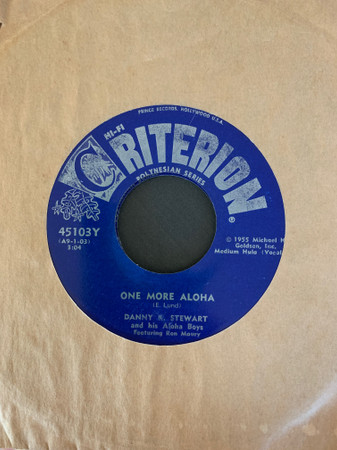 PRINCE RECORDS, HOLLYWOOD U.S.A.
HI-FI
CRITERION
POLYNESIAN SERIES
45103Y
(A9-1-03)
3:04
© 1955 Michael H
Goldsen, Inc.
Medium Hula (Vocal
ONE MORE ALOHA
(E. Lund)
DANNY K. STEWART
and his Aloha Boys
Featuring Ken